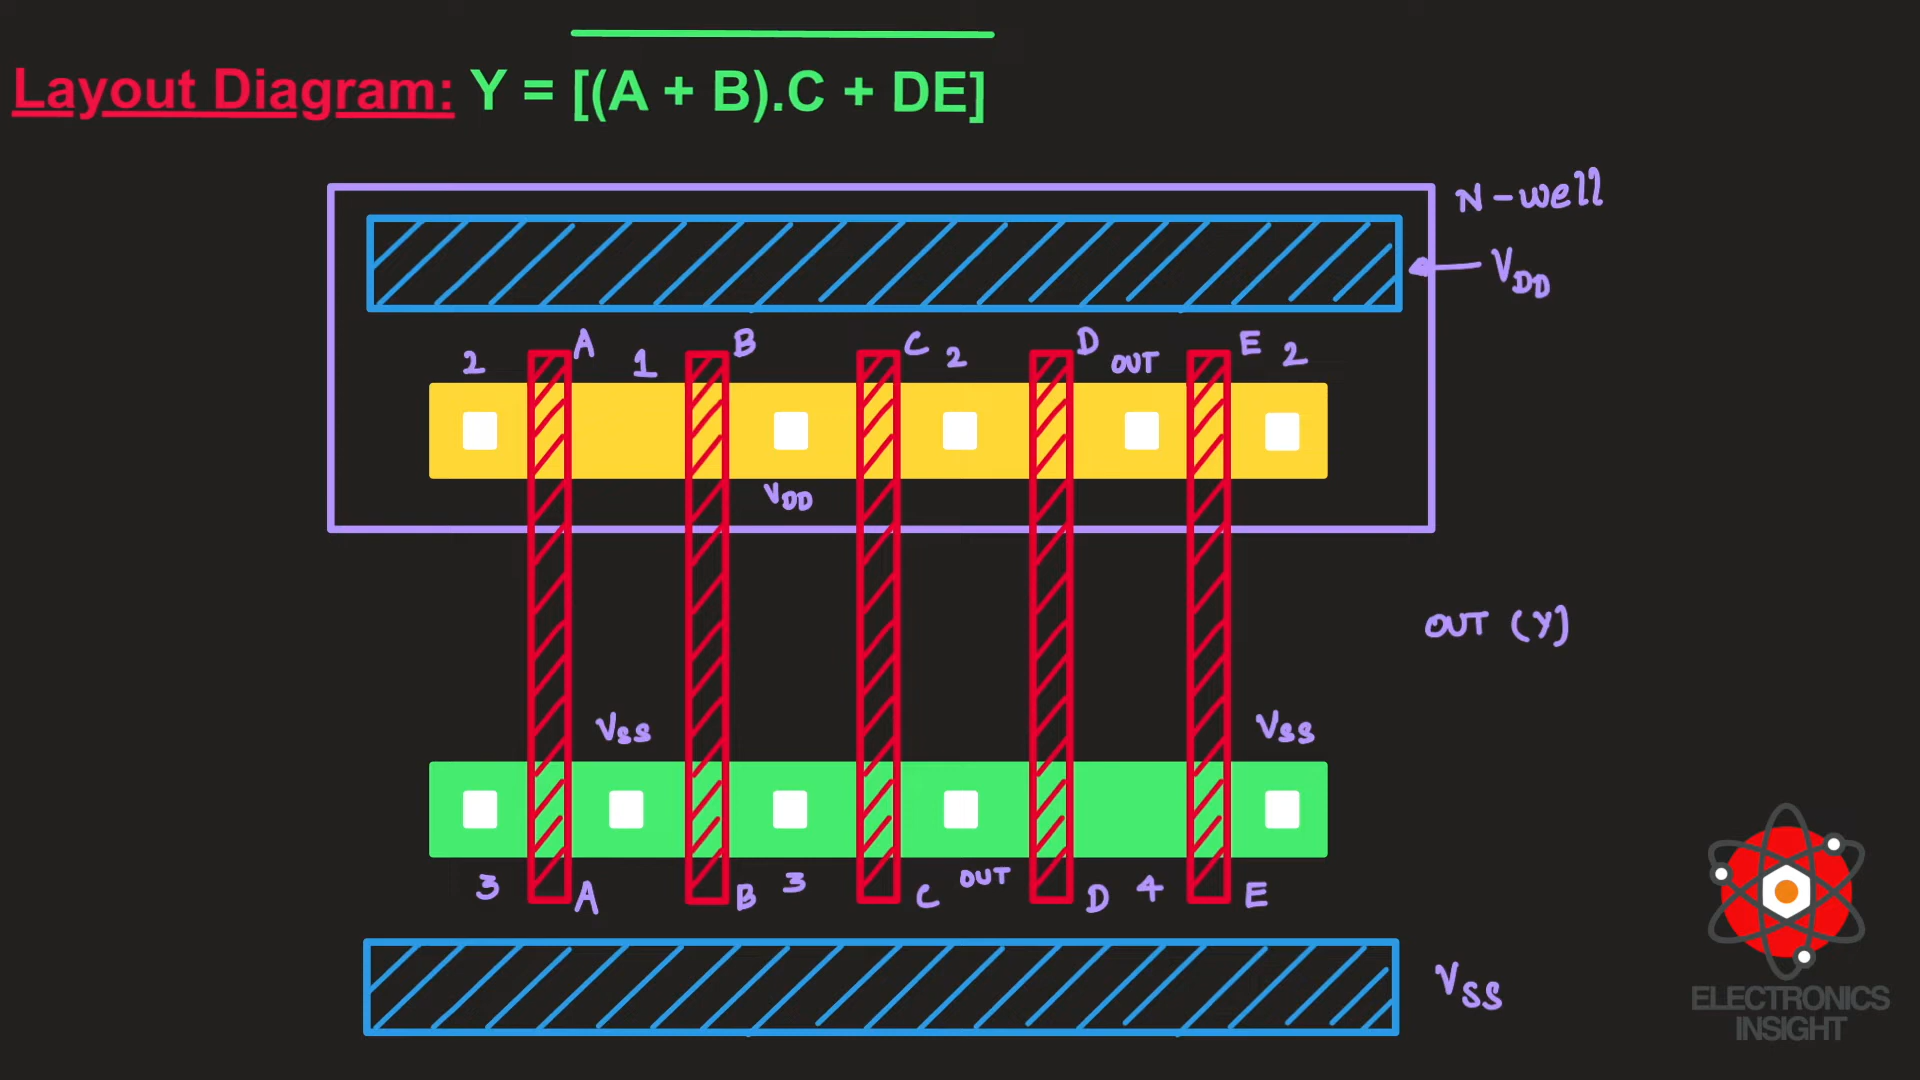 Layout Diagram: Y = [(A + B).C + DE]
N-well
VDD
2 A 1 B C 2 D OUT E 2
VDD
OUT (Y)
VSS VSS
3 A B 3 C OUT D 4 E
VSS
ELECTRONICS
INSIGHT